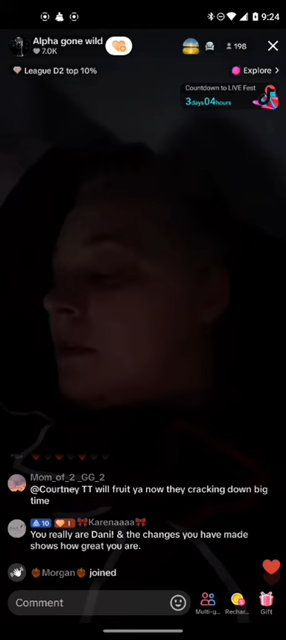 9:24
Alpha gone wild
7.0K
198
League D2 top 10%
Explore >
Countdown to LIVE Fest
3days04hours
Mom_of_2_GG_2
@Courtney TT will fruit ya now they cracking down big
time
10 1 Karenaaaa
You really are Danil & the changes you have made
shows how great you are.
Morgan joined
Comment
Multi-g...
Rechar...
Gift